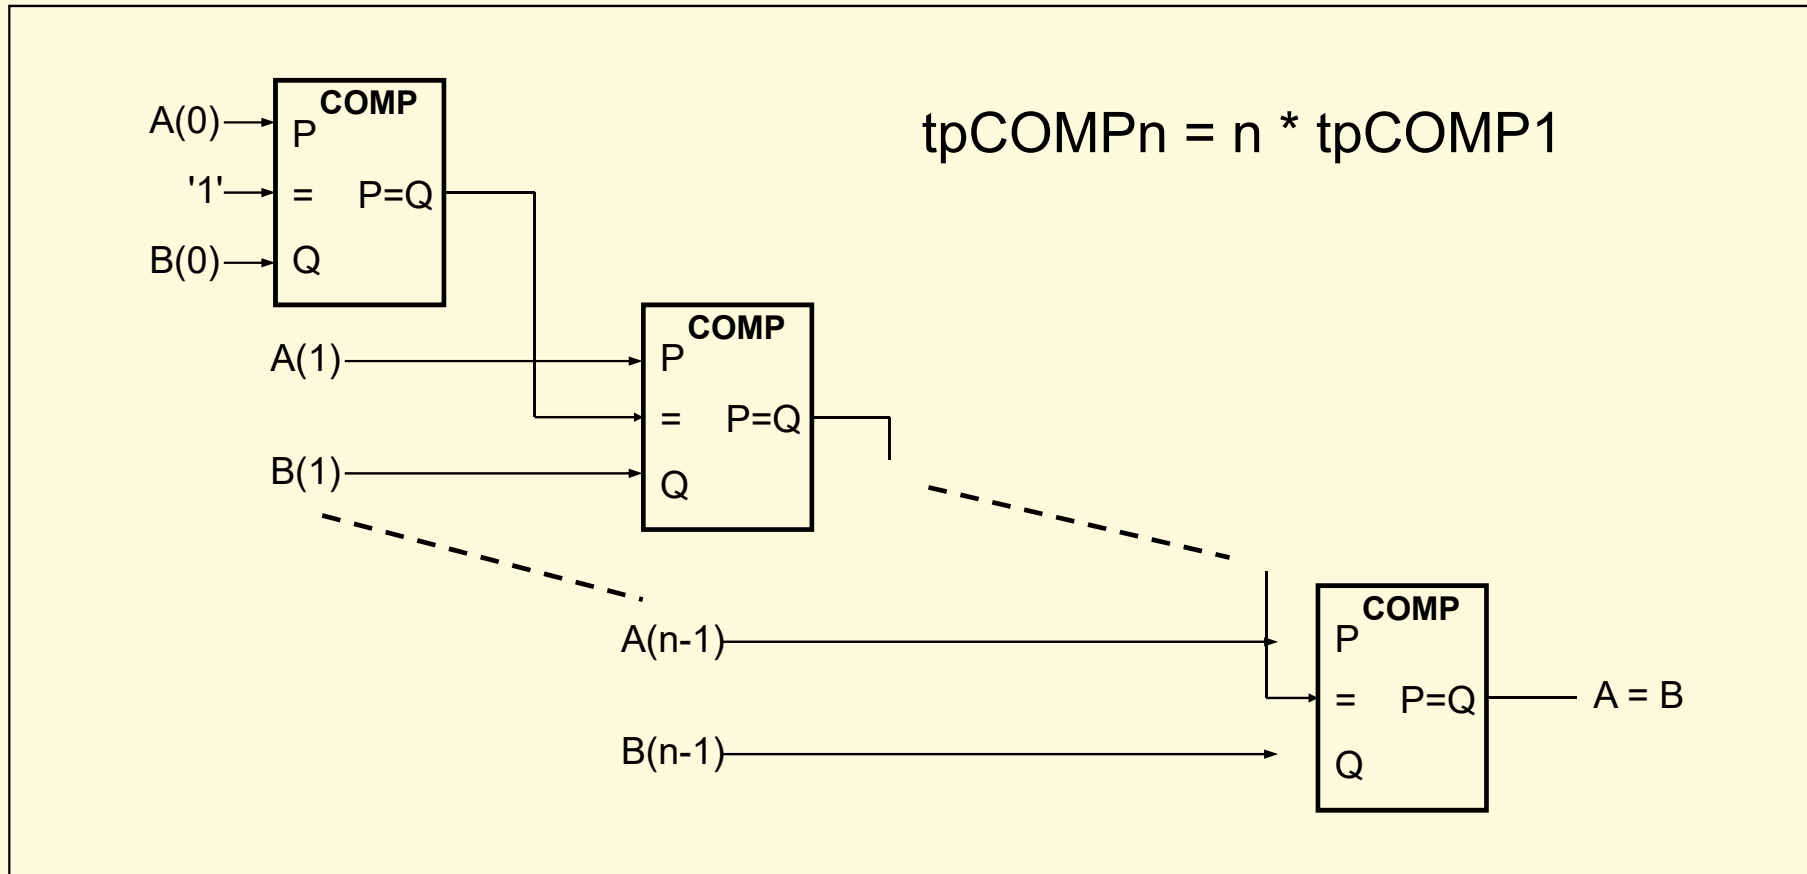 COMP
tpCOMPn = n * tpCOMP1
A(0)
P
'1'
= P=Q
B(0)
Q
COMP
A(1)
P
= P=Q
B(1)
Q
COMP
A(n-1)
P
= P=Q
A = B
B(n-1)
Q